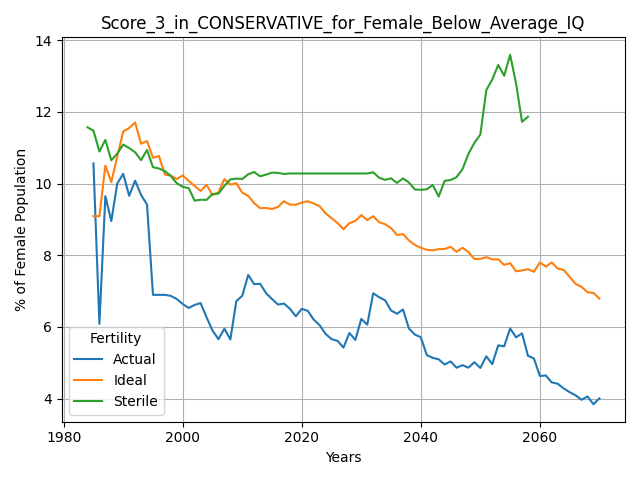 Score_3_in_CONSERVATIVE_for_Female_Below_Average_IQ
% of Female Population
14
12
10
8
6
4
Fertility
Actual
Ideal
Sterile
1980
2000
2020
2040
2060
Years